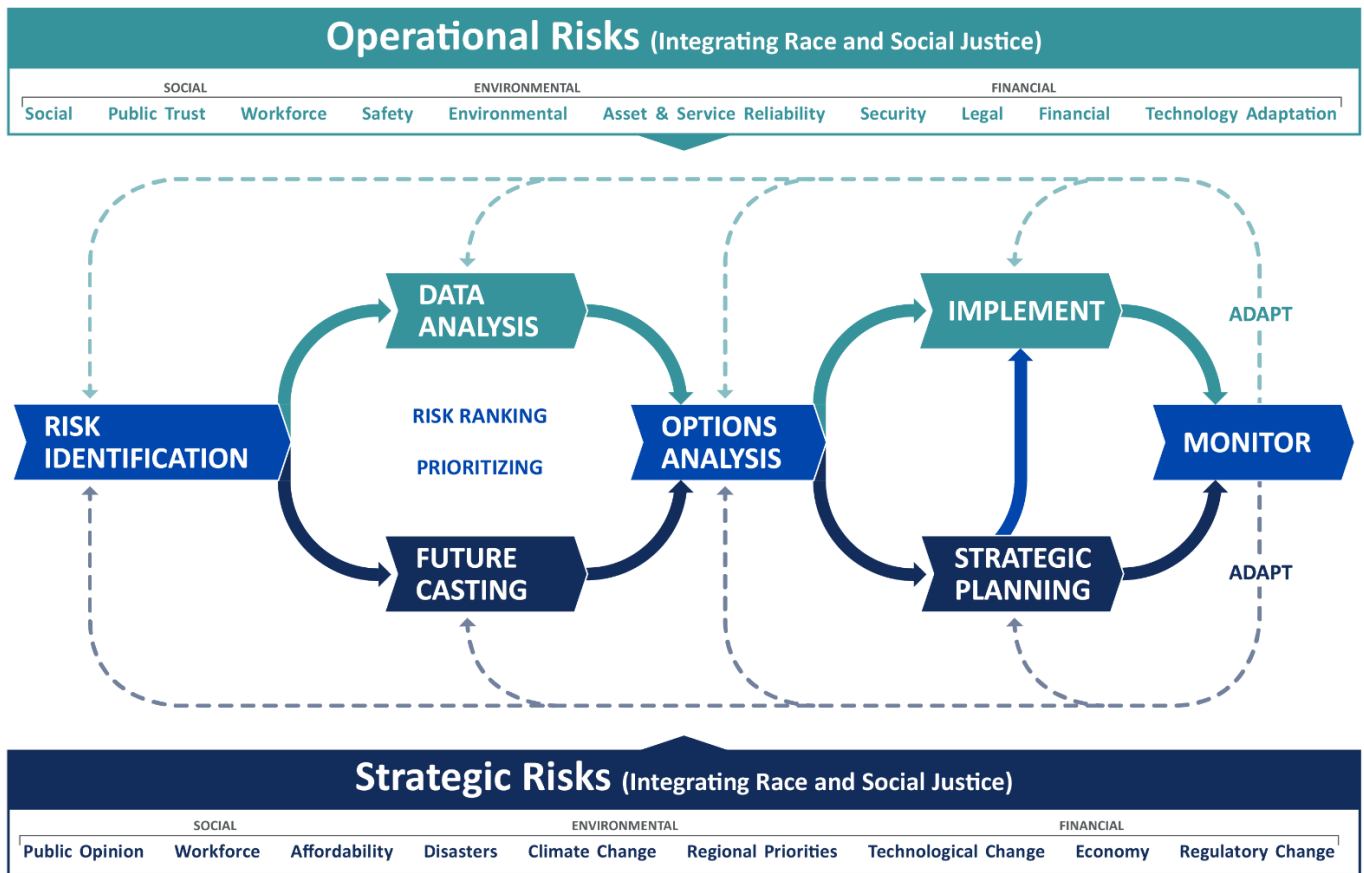 Operational Risks (Integrating Race and Social Justice)
SOCIAL ENVIRONMENTAL FINANCIAL
Social Public Trust Workforce Safety Environmental Asset & Service Reliability Security Legal Financial Technology Adaptation
DATA
ANALYSIS
IMPLEMENT
ADAPT
RISK
IDENTIFICATION
RISK RANKING
PRIORITIZING
OPTIONS
ANALYSIS
MONITOR
FUTURE
CASTING
STRATEGIC
PLANNING
ADAPT
Strategic Risks (Integrating Race and Social Justice)
SOCIAL ENVIRONMENTAL FINANCIAL
Public Opinion Workforce Affordability Disasters Climate Change Regional Priorities Technological Change Economy Regulatory Change